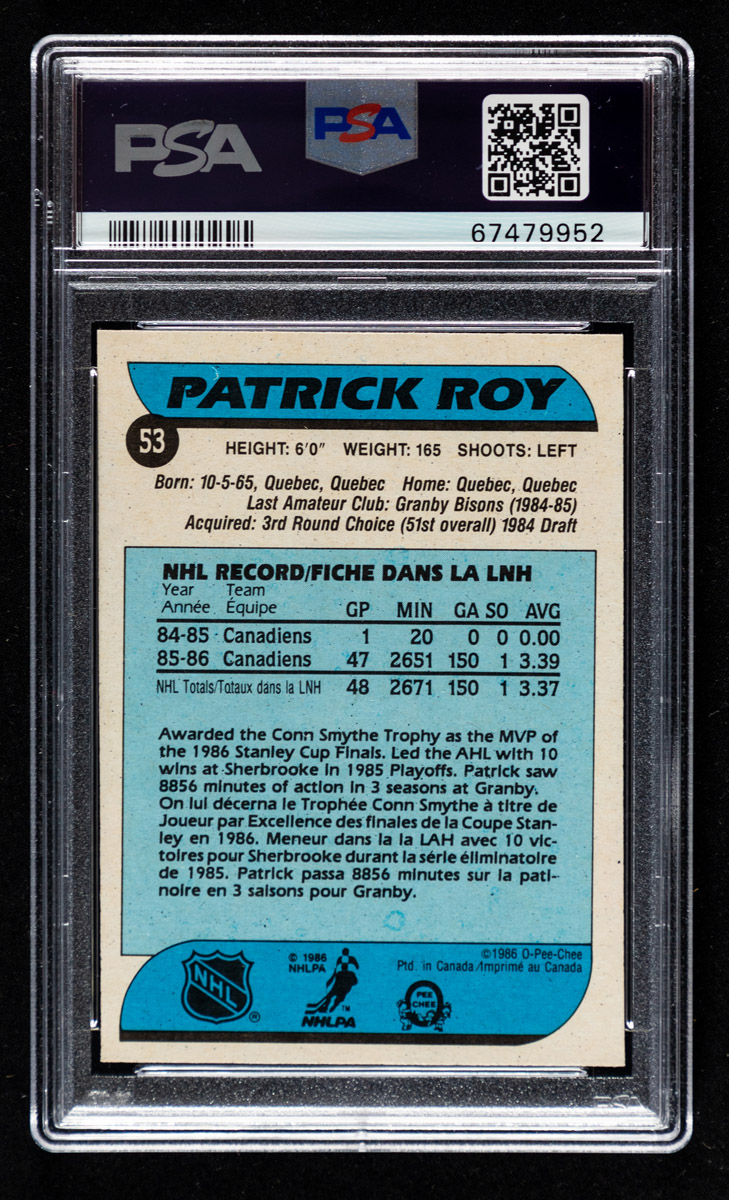 PSA
PSA
67479952
PATRICK ROY
53
HEIGHT: 6'0" WEIGHT: 165 SHOOTS: LEFT
Born: 10-5-65, Quebec, Quebec Home: Quebec, Quebec
Last Amateur Club: Granby Bisons (1984-85)
Acquired: 3rd Round Choice (51st overall) 1984 Draft
NHL RECORD/FICHE DANS LA LNH
Year Team
Année Équipe GP MIN GA SO AVG
84-85 Canadiens 1 20 0 0 0.00
85-86 Canadiens 47 2651 150 1 3.39
NHL Totals/Totaux dans la LNH 48 2671 150 1 3.37
Awarded the Conn Smythe Trophy as the MVP of
the 1986 Stanley Cup Finals. Led the AHL with 10
wins at Sherbrooke in 1985 Playoffs. Patrick saw
8856 minutes of action in 3 seasons at Granby.
On lui décerna le Trophée Conn Smythe à titre de
Joueur par Excellence des finales de la Coupe Stan-
ley en 1986. Meneur dans la la LAH avec 10 vic-
toires pour Sherbrooke durant la série éliminatoire
de 1985. Patrick passa 8856 minutes sur la pati-
noire en 3 saisons pour Granby.
NHL ®
© 1986
NHLPA
TM
NHLPA
©1986 O-Pee-Chee
Ptd. in Canada/Imprimé au Canada
PEE
CHEE